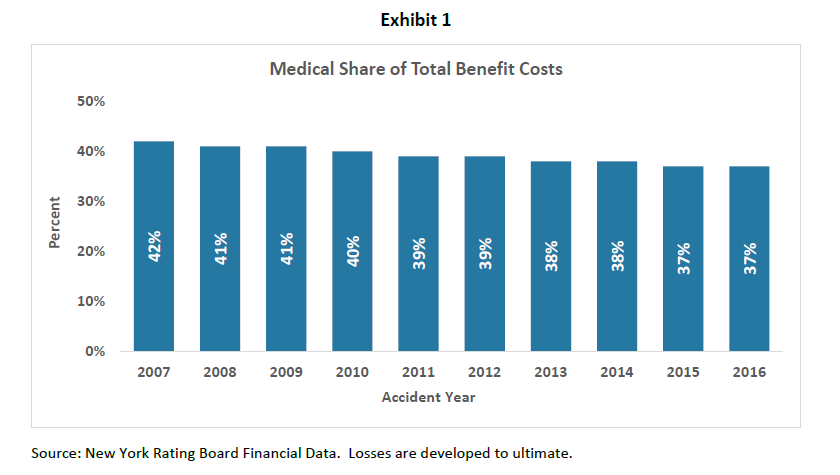 Exhibit 1
Medical Share of Total Benefit Costs
50%
40%
30%
20%
10%
0%
Percent
42%
41%
41%
40%
39%
39%
38%
38%
37%
37%
2007 2008 2009 2010 2011 2012 2013 2014 2015 2016
Accident Year
Source: New York Rating Board Financial Data. Losses are developed to ultimate.